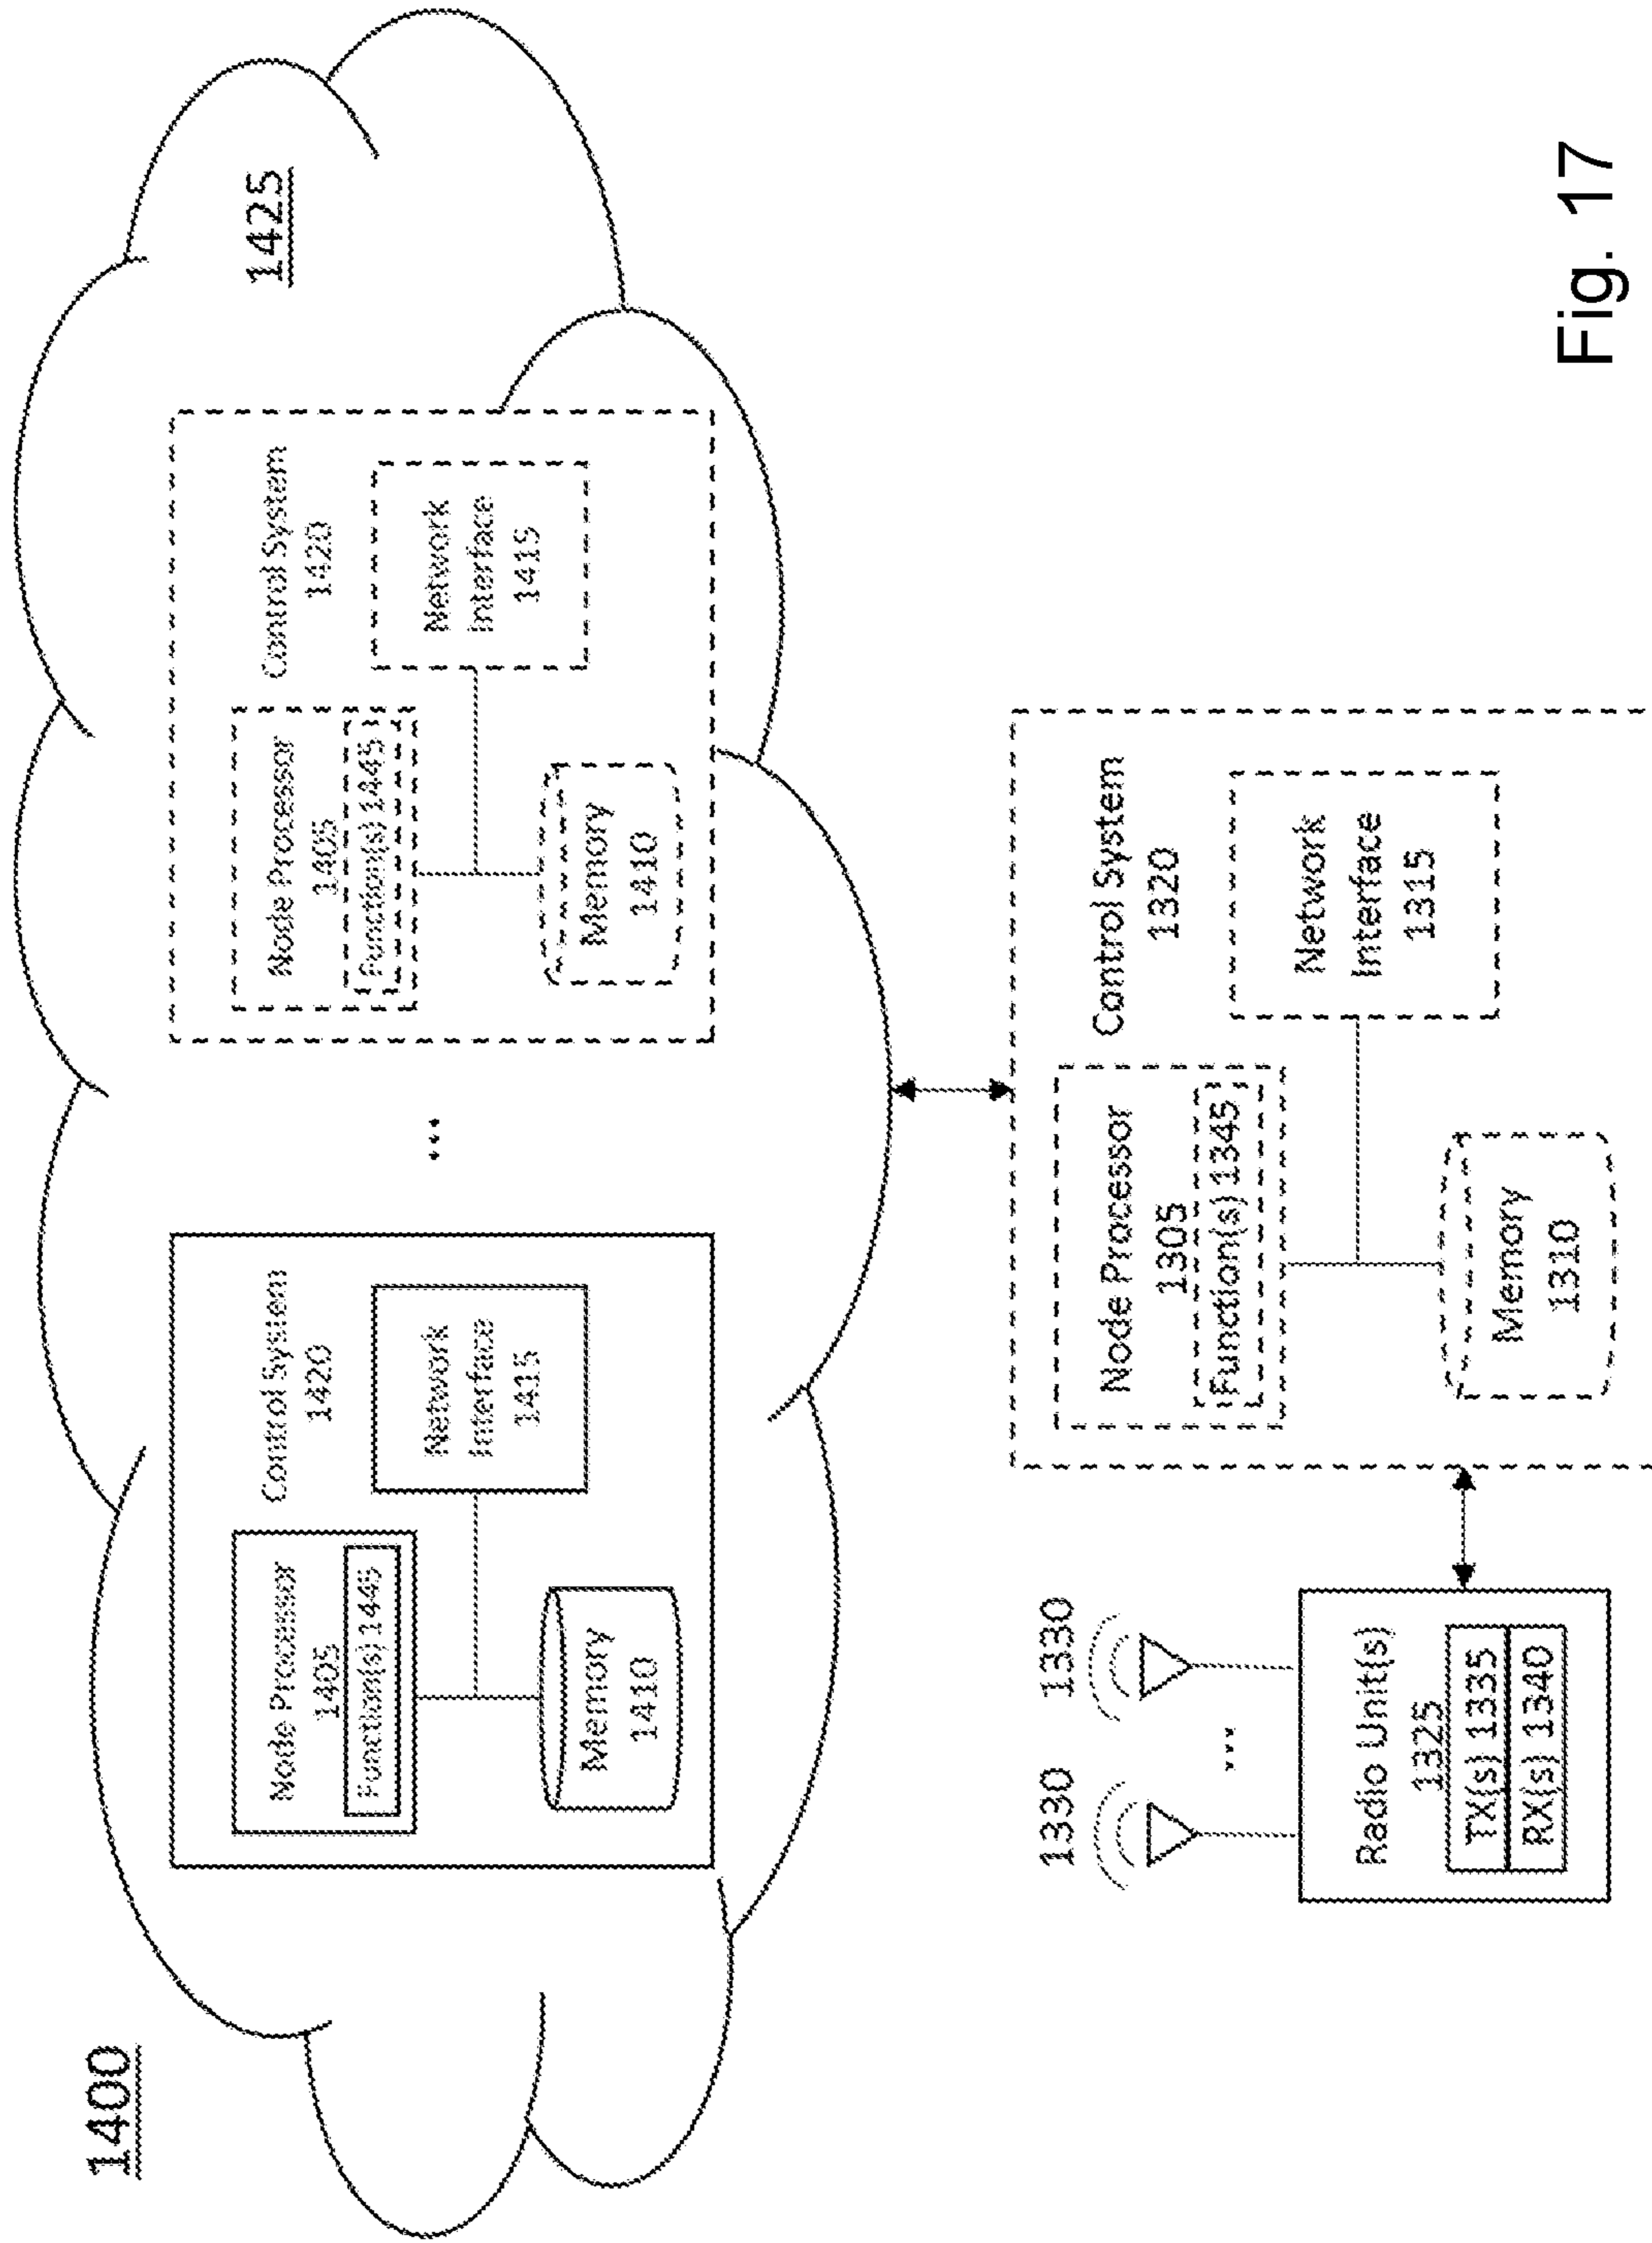 1400
1425
Control System
1420
Node Processor
1405
Function(s) 1445
Network
Interface
1415
Memory
1410
...
Control System
1420
Node Processor
1405
Function(s) 1445
Network
Interface
1415
Memory
1410
1330
1330
...
Radio Unit(s)
1325
TX(s) 1335
RX(s) 1340
Control System
1320
Node Processor
1305
Function(s) 1345
Network
Interface
1315
Memory
1310
Fig. 17